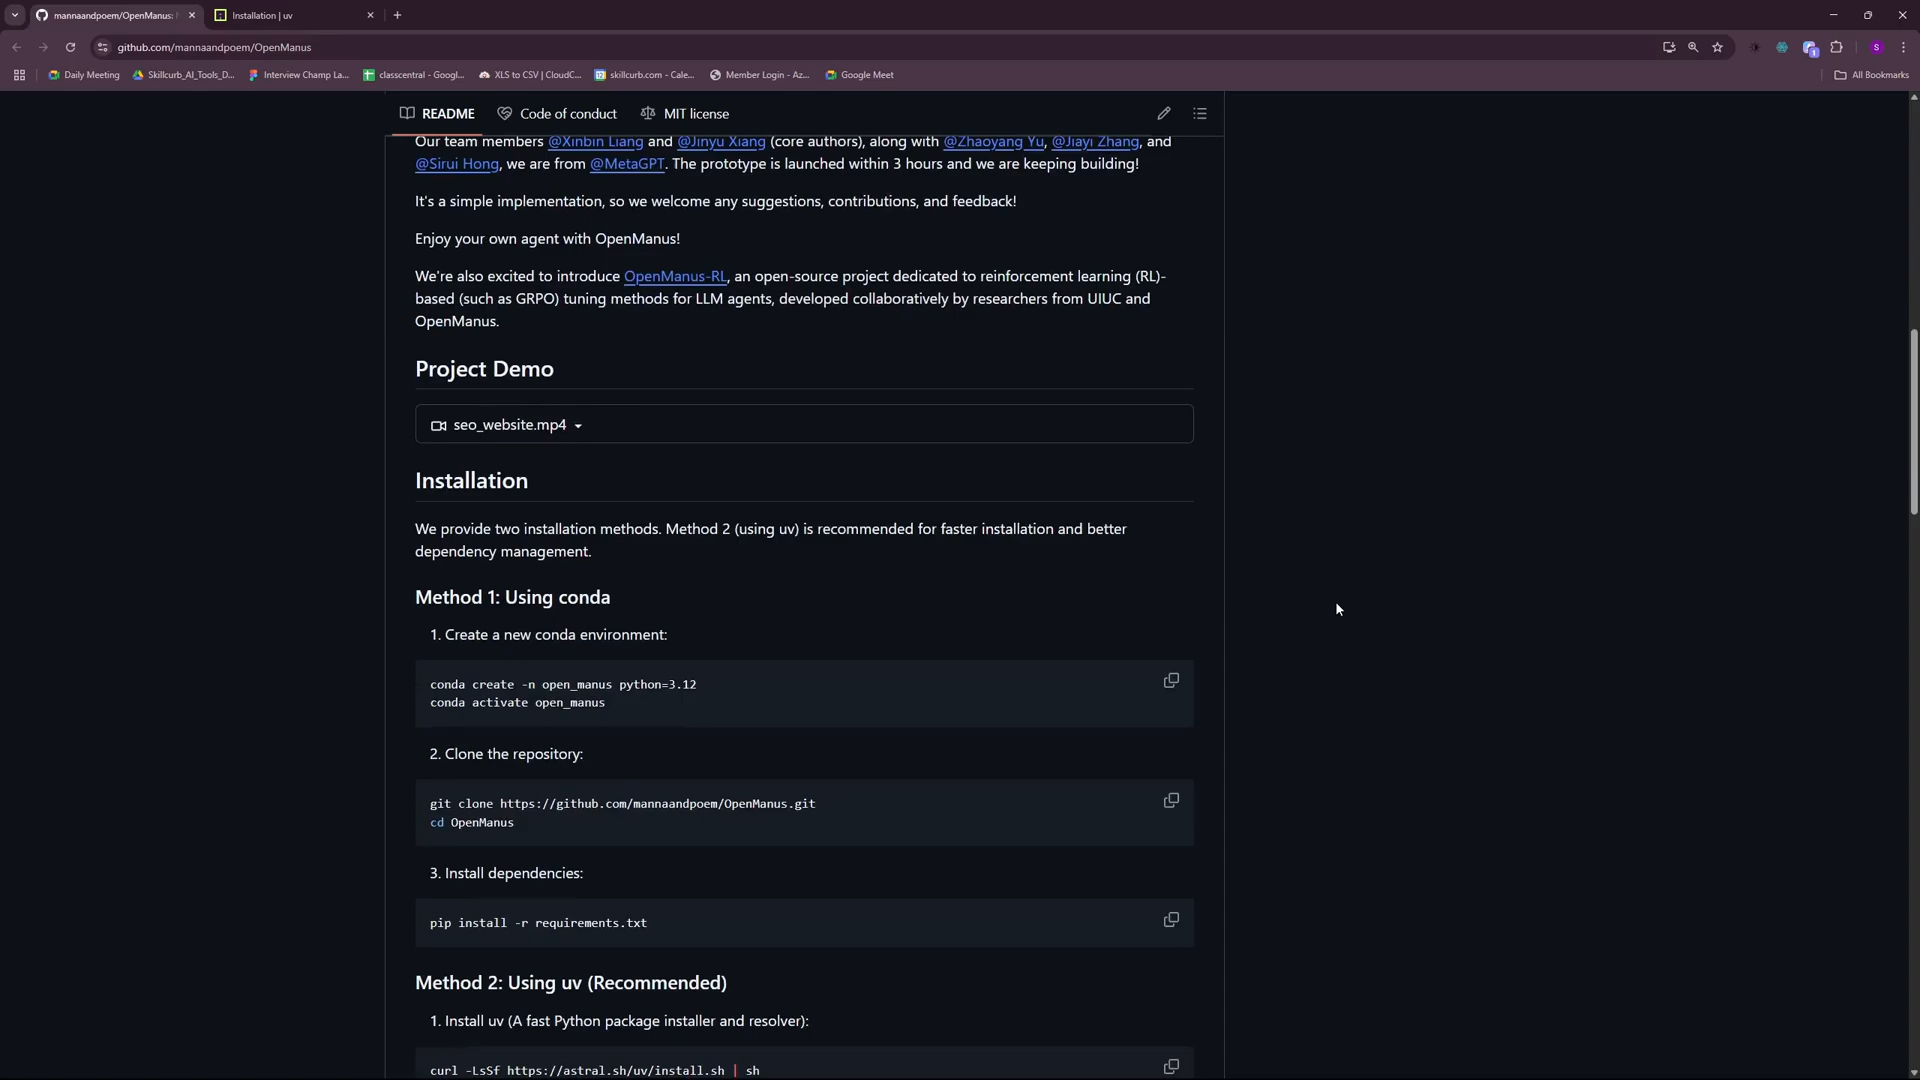 mannaandpoem/OpenManus:
Installation | uv
github.com/mannaandpoem/OpenManus
Daily Meeting
Skillcurb_AI_Tools_D...
Interview Champ La...
classcentral - Googl...
XLS to CSV | CloudC...
skillcurb.com - Cale...
Member Login - Az...
Google Meet
All Bookmarks
README
Code of conduct
MIT license
Our team members @Xinbin Liang and @Jinyu Xiang (core authors), along with @Zhaoyang Yu, @Jiayi Zhang, and
@Sirui Hong, we are from @MetaGPT. The prototype is launched within 3 hours and we are keeping building!
It's a simple implementation, so we welcome any suggestions, contributions, and feedback!
Enjoy your own agent with OpenManus!
We're also excited to introduce OpenManus-RL, an open-source project dedicated to reinforcement learning (RL)-
based (such as GRPO) tuning methods for LLM agents, developed collaboratively by researchers from UIUC and
OpenManus.
Project Demo
seo_website.mp4
Installation
We provide two installation methods. Method 2 (using uv) is recommended for faster installation and better
dependency management.
Method 1: Using conda
1. Create a new conda environment:
conda create -n open_manus python=3.12
conda activate open_manus
2. Clone the repository:
git clone https://github.com/mannaandpoem/OpenManus.git
cd OpenManus
3. Install dependencies:
pip install -r requirements.txt
Method 2: Using uv (Recommended)
1. Install uv (A fast Python package installer and resolver):
curl -LsSf https://astral.sh/uv/install.sh | sh